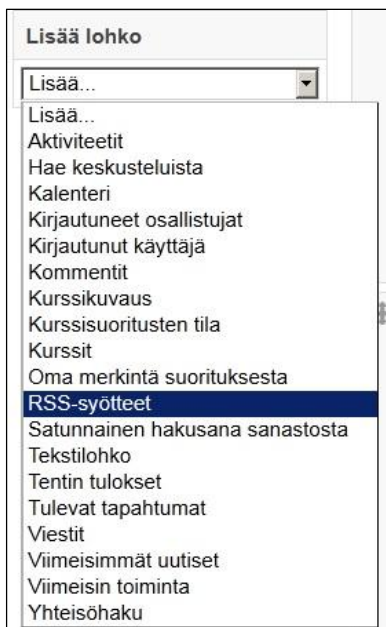 Lisää lohko
Lisää...
Lisää...
Aktiviteetit
Hae keskusteluista
Kalenteri
Kirjautuneet osallistujat
Kirjautunut käyttäjä
Kommentit
Kurssikuvaus
Kurssisuoritusten tila
Kurssit
Oma merkintä suorituksesta
RSS-syötteet
Satunnainen hakusana sanastosta
Tekstilohko
Tentin tulokset
Tulevat tapahtumat
Viestit
Viimeisimmät uutiset
Viimeisin toiminta
Yhteisöhaku